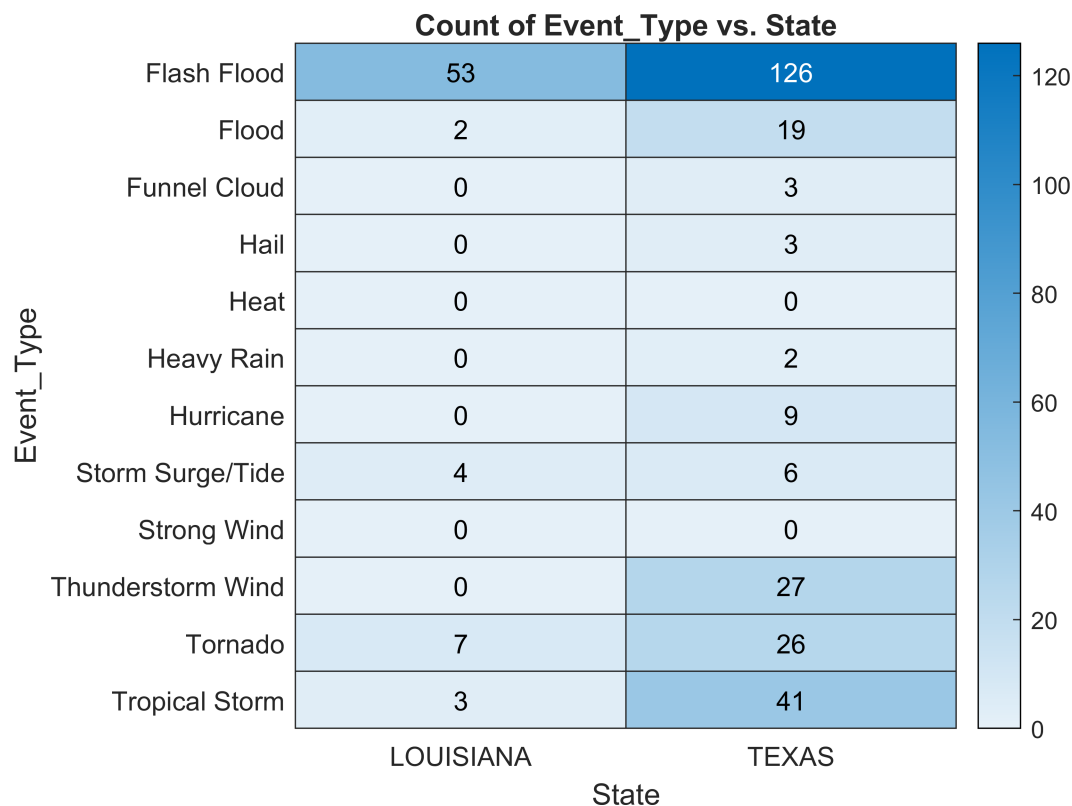 Count of Event_Type vs. State
Flash Flood 53 126
Flood 2 19
Funnel Cloud 0 3
Hail 0 3
Heat 0 0
Heavy Rain 0 2
Hurricane 0 9
Storm Surge/Tide 4 6
Strong Wind 0 0
Thunderstorm Wind 0 27
Tornado 7 26
Tropical Storm 3 41
LOUISIANA TEXAS
State
Event_Type
120
100
80
60
40
20
0